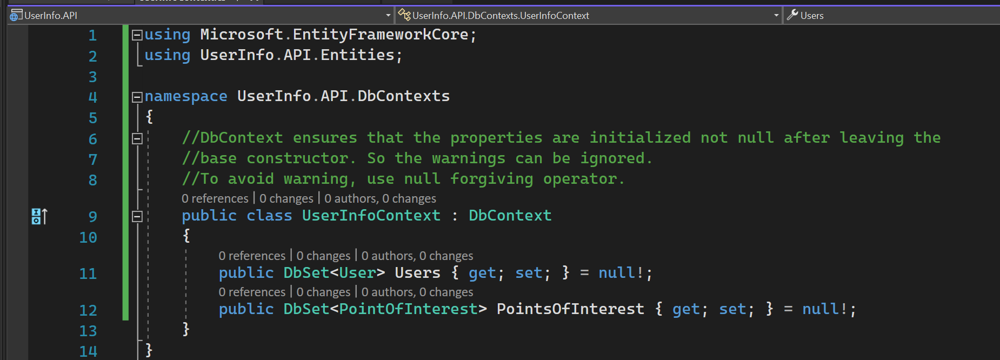 UserInfo.API UserInfo.API.DbContexts.UserInfoContext Users
1 using Microsoft.EntityFrameworkCore;
2 using UserInfo.API.Entities;
3
4 namespace UserInfo.API.DbContexts
5 {
6 //DbContext ensures that the properties are initialized not null after leaving the
7 //base constructor. So the warnings can be ignored.
8 //To avoid warning, use null forgiving operator.
0 references | 0 changes | 0 authors, 0 changes
9 public class UserInfoContext : DbContext
10 {
0 references | 0 changes | 0 authors, 0 changes
11 public DbSet<User> Users { get; set; } = null!;
0 references | 0 changes | 0 authors, 0 changes
12 public DbSet<PointOfInterest> PointsOfInterest { get; set; } = null!;
13 }
14 }